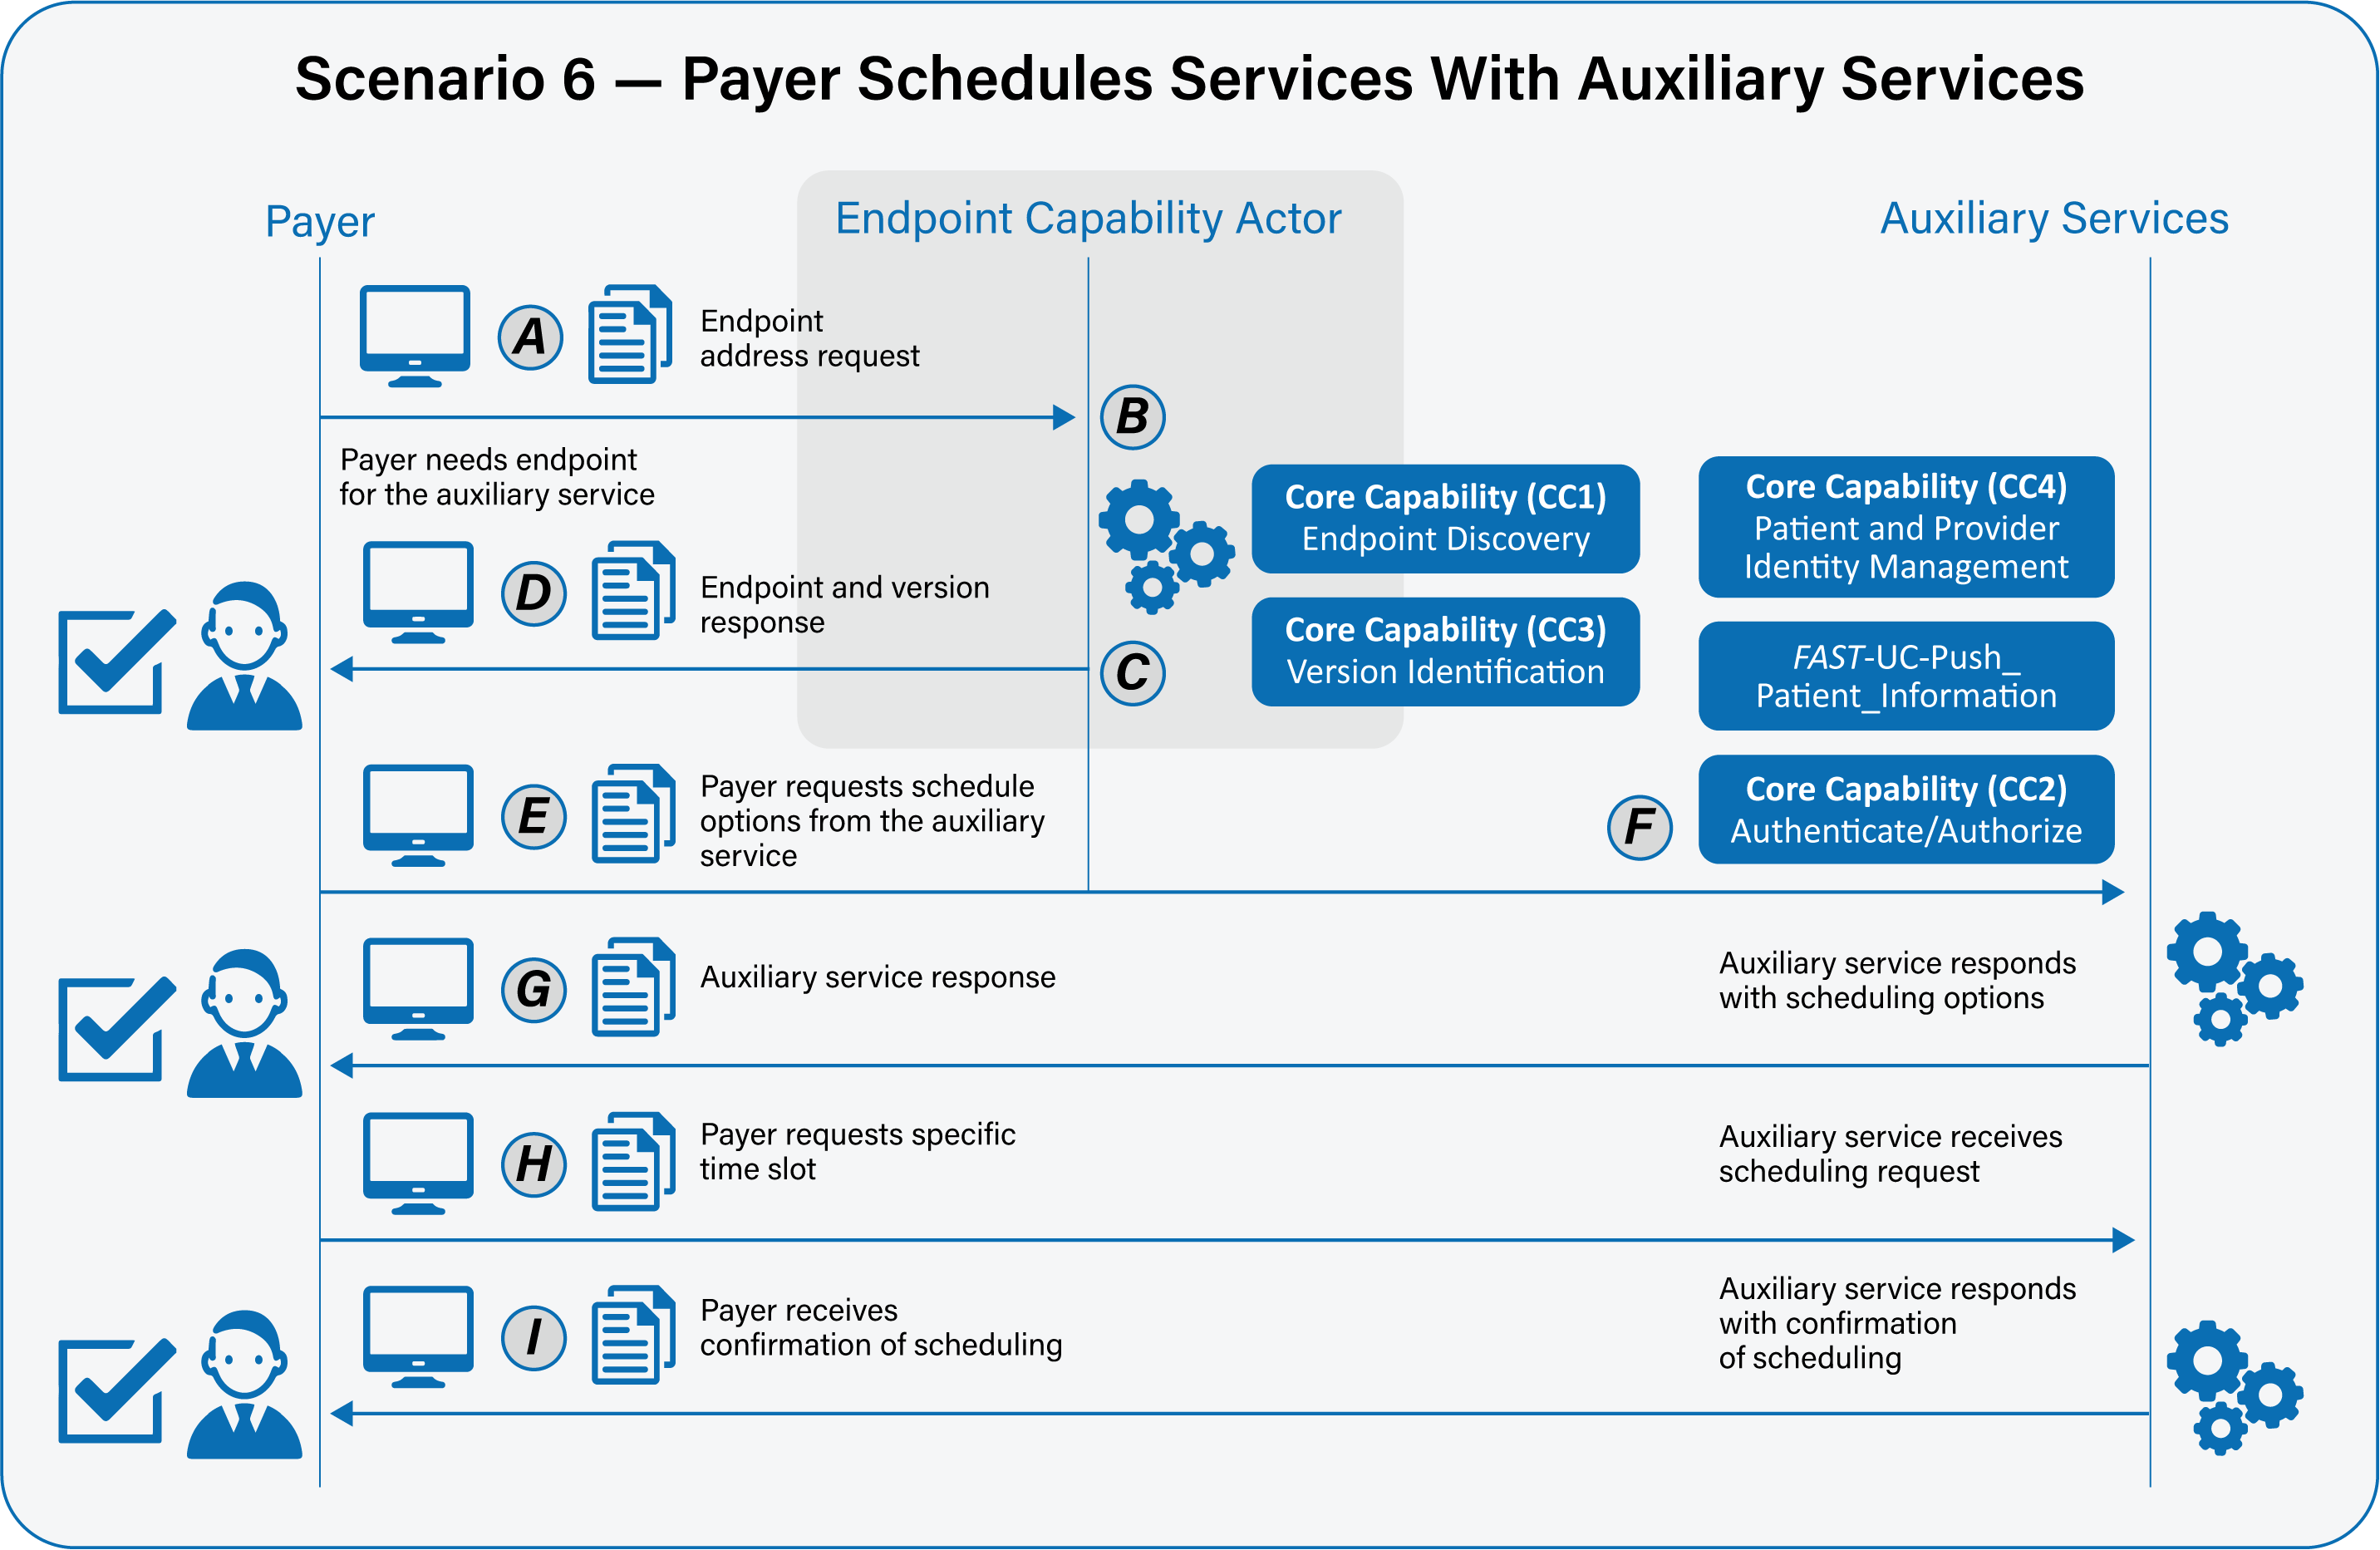 Scenario 6 — Payer Schedules Services With Auxiliary Services
Payer
Endpoint Capability Actor
Auxiliary Services
A
Endpoint
address request
B
Payer needs endpoint
for the auxiliary service
Core Capability (CC1)
Endpoint Discovery
Core Capability (CC4)
Patient and Provider
Identity Management
D
Endpoint and version
response
C
Core Capability (CC3)
Version Identification
FAST-UC-Push_
Patient_Information
E
Payer requests schedule
options from the auxiliary
service
F
Core Capability (CC2)
Authenticate/Authorize
G
Auxiliary service response
Auxiliary service responds
with scheduling options
H
Payer requests specific
time slot
Auxiliary service receives
scheduling request
I
Payer receives
confirmation of scheduling
Auxiliary service responds
with confirmation
of scheduling